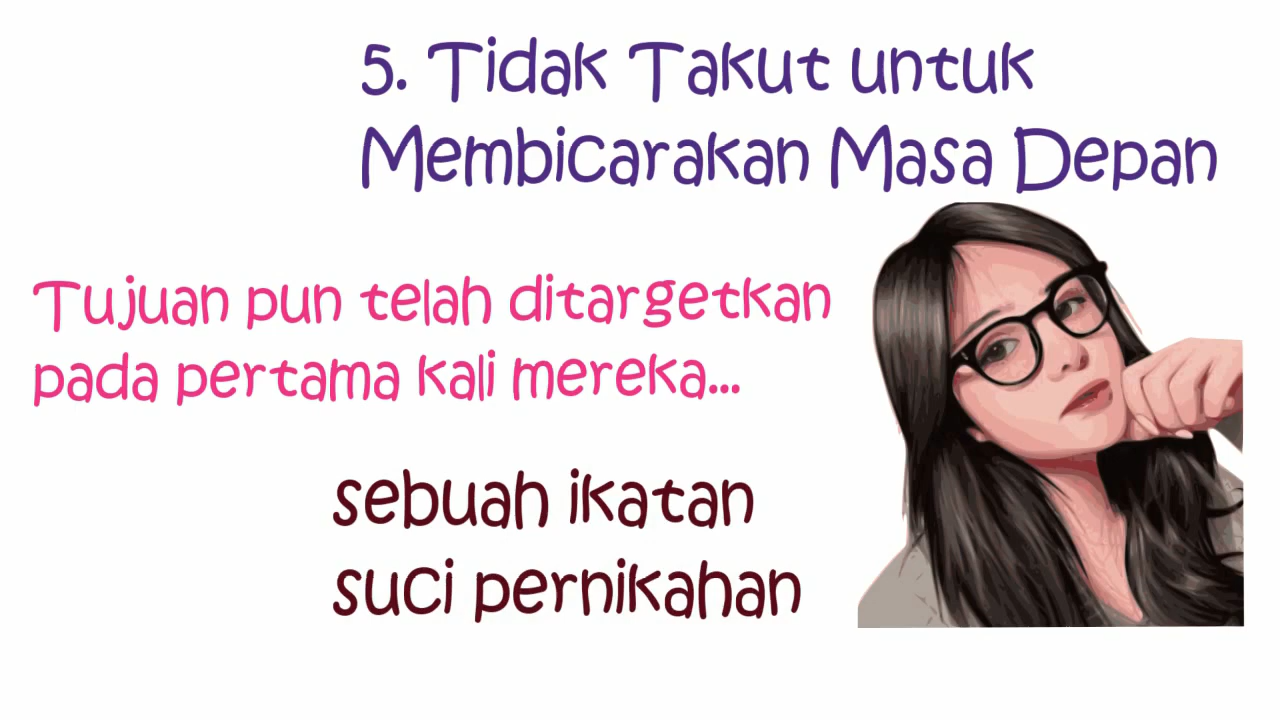 5. Tidak Takut untuk
Membicarakan Masa Depan
Tujuan pun telah ditargetkan
pada pertama kali mereka...
sebuah ikatan
suci pernikahan